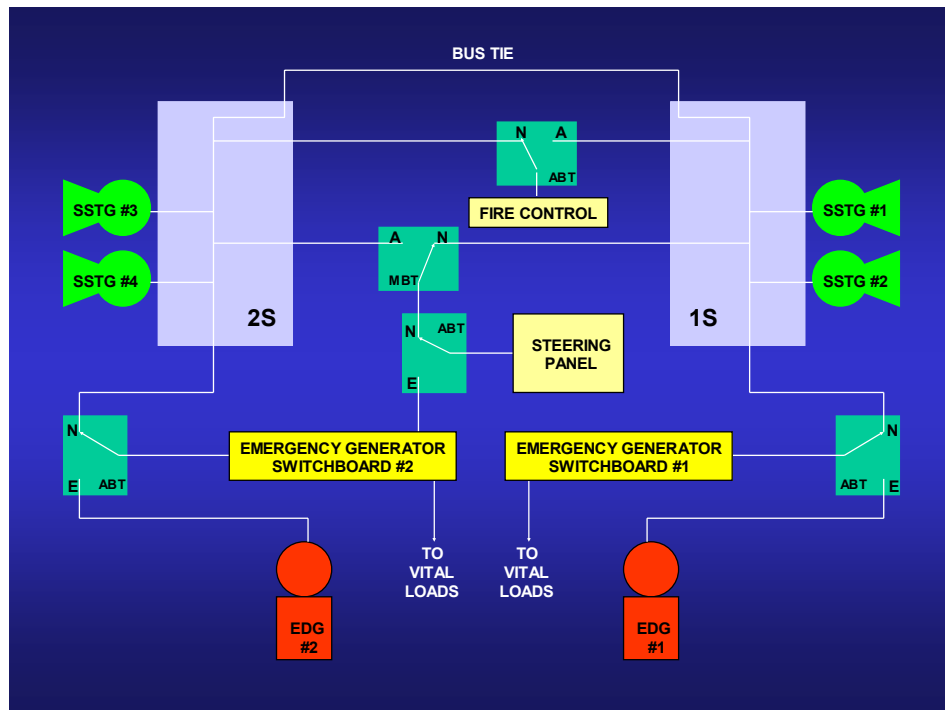 BUS TIE
N A
ABT
FIRE CONTROL
SSTG #3
SSTG #1
A N
MBT
SSTG #4
SSTG #2
2S
1S
N ABT
E
STEERING
PANEL
N
E ABT
EMERGENCY GENERATOR
SWITCHBOARD #2
EMERGENCY GENERATOR
SWITCHBOARD #1
N
ABT E
TO
VITAL
LOADS
TO
VITAL
LOADS
EDG
#2
EDG
#1